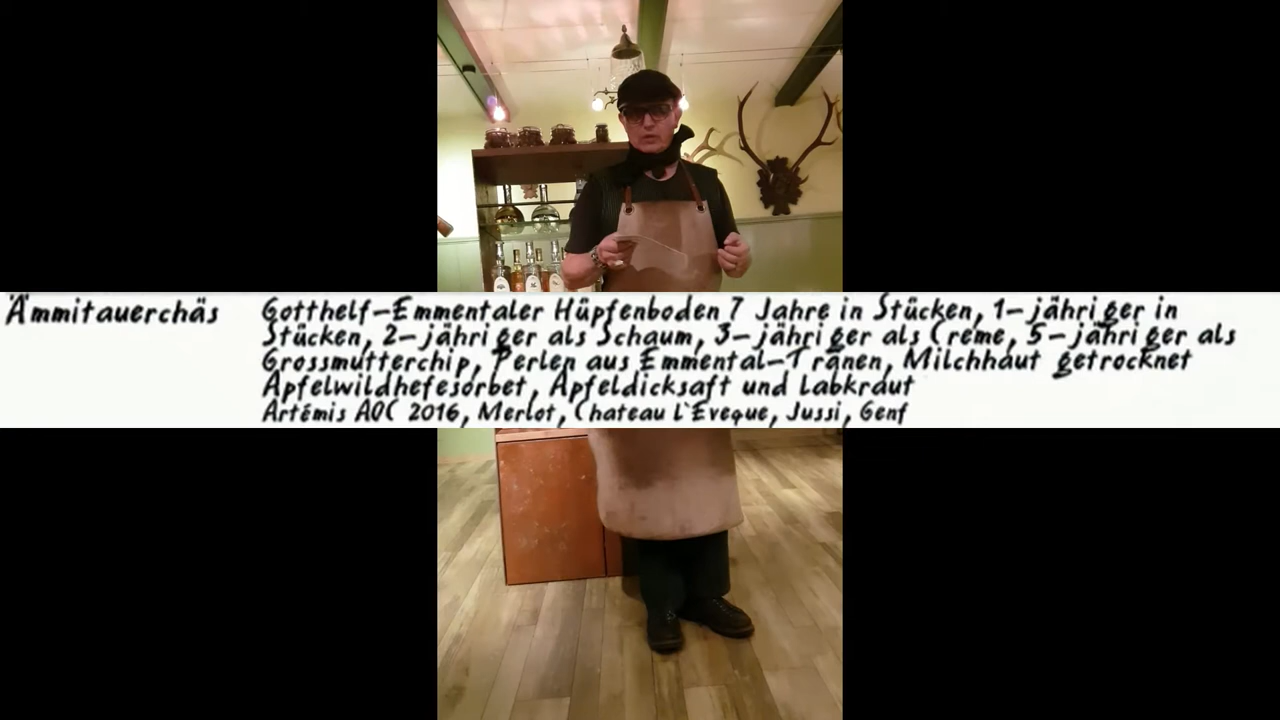 Ämmitauerchäs
Gotthelf-Emmentaler Hüpfenboden 7 Jahre in Stücken, 1-jähriger in
Stücken, 2-jähriger als Schaum, 3-jähriger als Creme, 5-jähriger als
Grossmutterchip, Perlen aus Emmental-Tränen, Milchhaut getrocknet
Apfelwildhefesorbet, Apfeldicksaft und Labkraut
Artémis AOC 2016, Merlot, Chateau L'Eveque, Jussi, Genf